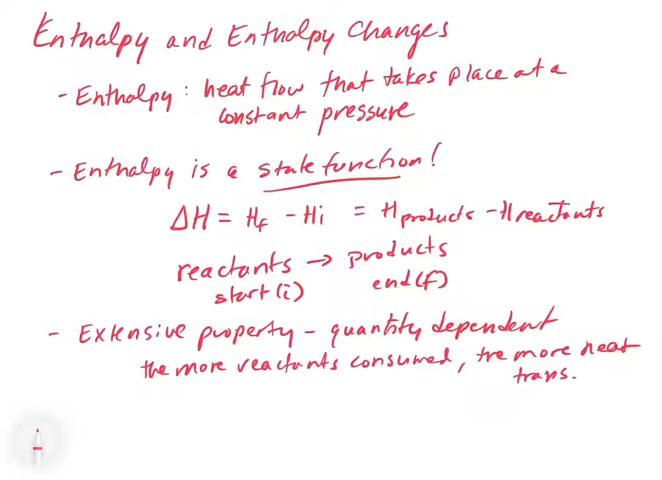 Enthalpy and Enthalpy Changes
- Enthalpy : heat flow that takes place at a
constant pressure
- Enthalpy is a state function!
ΔH = Hf - Hi = Hproducts - Hreactants
reactants → products
start (i) end (f)
- Extensive property - quantity dependent
the more reactants consumed, the more heat
trans.